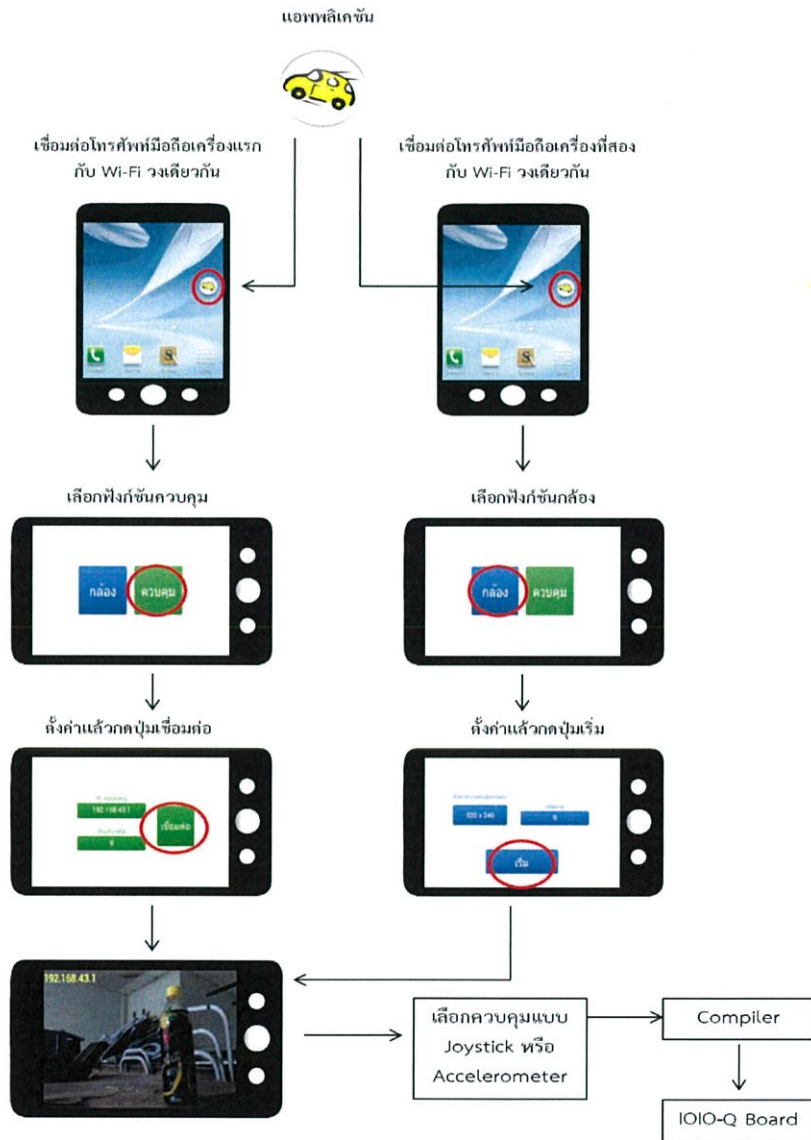 แอพพลิเคชัน
เชื่อมต่อโทรศัพท์มือถือเครื่องแรก
กับ Wi-Fi วงเดียวกัน
เชื่อมต่อโทรศัพท์มือถือเครื่องที่สอง
กับ Wi-Fi วงเดียวกัน
เลือกฟังก์ชันควบคุม
เลือกฟังก์ชันกล้อง
กล้อง
ควบคุม
กล้อง
ควบคุม
ตั้งค่าแล้วกดปุ่มเชื่อมต่อ
ตั้งค่าแล้วกดปุ่มเริ่ม
192.168.43.1
เชื่อมต่อ
320 x 240
เริ่ม
192.168.43.1
เลือกควบคุมแบบ
Joystick หรือ
Accelerometer
Compiler
IOIO-Q Board